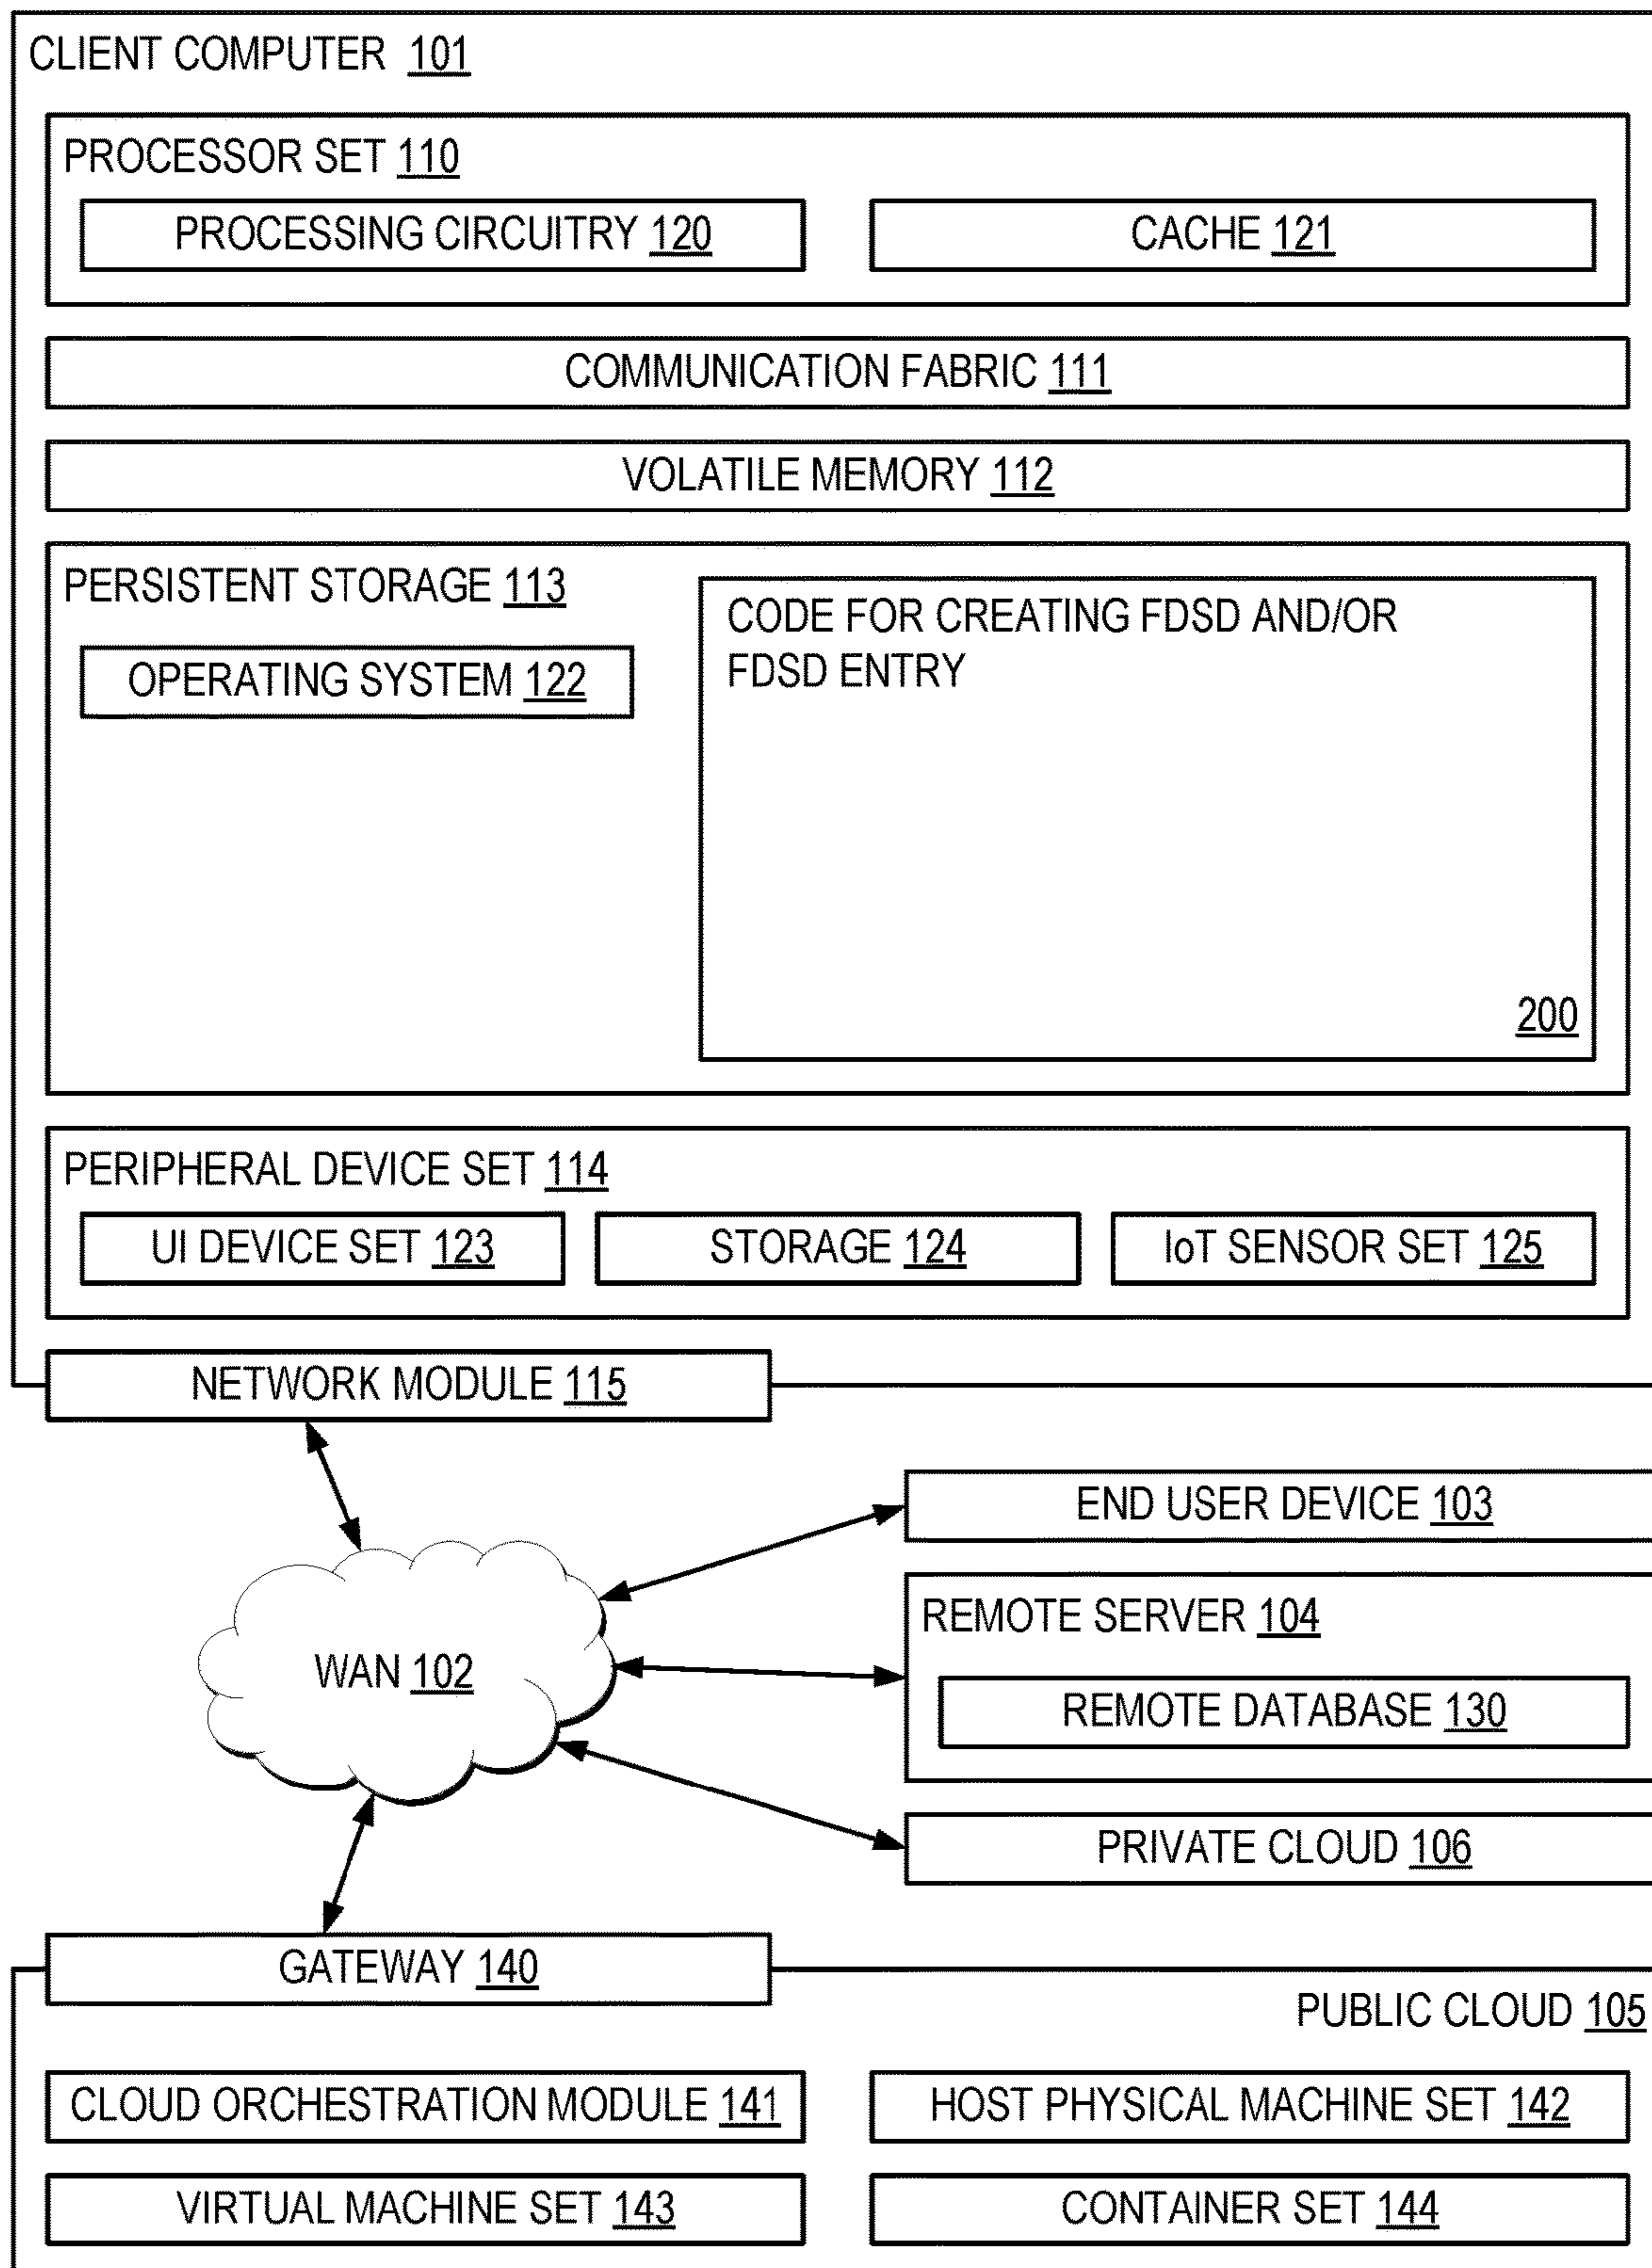 CLIENT COMPUTER 101
PROCESSOR SET 110
PROCESSING CIRCUITRY 120
CACHE 121
COMMUNICATION FABRIC 111
VOLATILE MEMORY 112
PERSISTENT STORAGE 113
OPERATING SYSTEM 122
CODE FOR CREATING FDSD AND/OR
FDSD ENTRY
200
PERIPHERAL DEVICE SET 114
UI DEVICE SET 123
STORAGE 124
IoT SENSOR SET 125
NETWORK MODULE 115
END USER DEVICE 103
REMOTE SERVER 104
WAN 102
REMOTE DATABASE 130
PRIVATE CLOUD 106
GATEWAY 140
PUBLIC CLOUD 105
CLOUD ORCHESTRATION MODULE 141
HOST PHYSICAL MACHINE SET 142
VIRTUAL MACHINE SET 143
CONTAINER SET 144